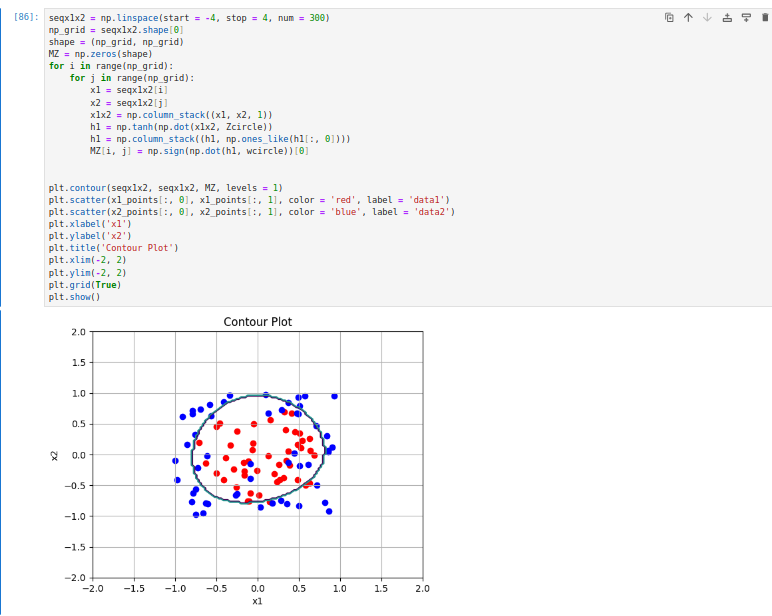 [86]: seqx1x2 = np.linspace(start = -4, stop = 4, num = 300)
np_grid = seqx1x2.shape[0]
shape = (np_grid, np_grid)
MZ = np.zeros(shape)
for i in range(np_grid):
    for j in range(np_grid):
        x1 = seqx1x2[i]
        x2 = seqx1x2[j]
        x1x2 = np.column_stack((x1, x2, 1))
        h1 = np.tanh(np.dot(x1x2, Zcircle))
        h1 = np.column_stack((h1, np.ones_like(h1[:, 0])))
        MZ[i, j] = np.sign(np.dot(h1, wcircle))[0]
plt.contour(seqx1x2, seqx1x2, MZ, levels = 1)
plt.scatter(x1_points[:, 0], x1_points[:, 1], color = 'red', label = 'data1')
plt.scatter(x2_points[:, 0], x2_points[:, 1], color = 'blue', label = 'data2')
plt.xlabel('x1')
plt.ylabel('x2')
plt.title('Contour Plot')
plt.xlim(-2, 2)
plt.ylim(-2, 2)
plt.grid(True)
plt.show()
Contour Plot
2.0
1.5
1.0
0.5
0.0
−0.5
−1.0
−1.5
−2.0
x2
−2.0 −1.5 −1.0 −0.5 0.0 0.5 1.0 1.5 2.0
x1